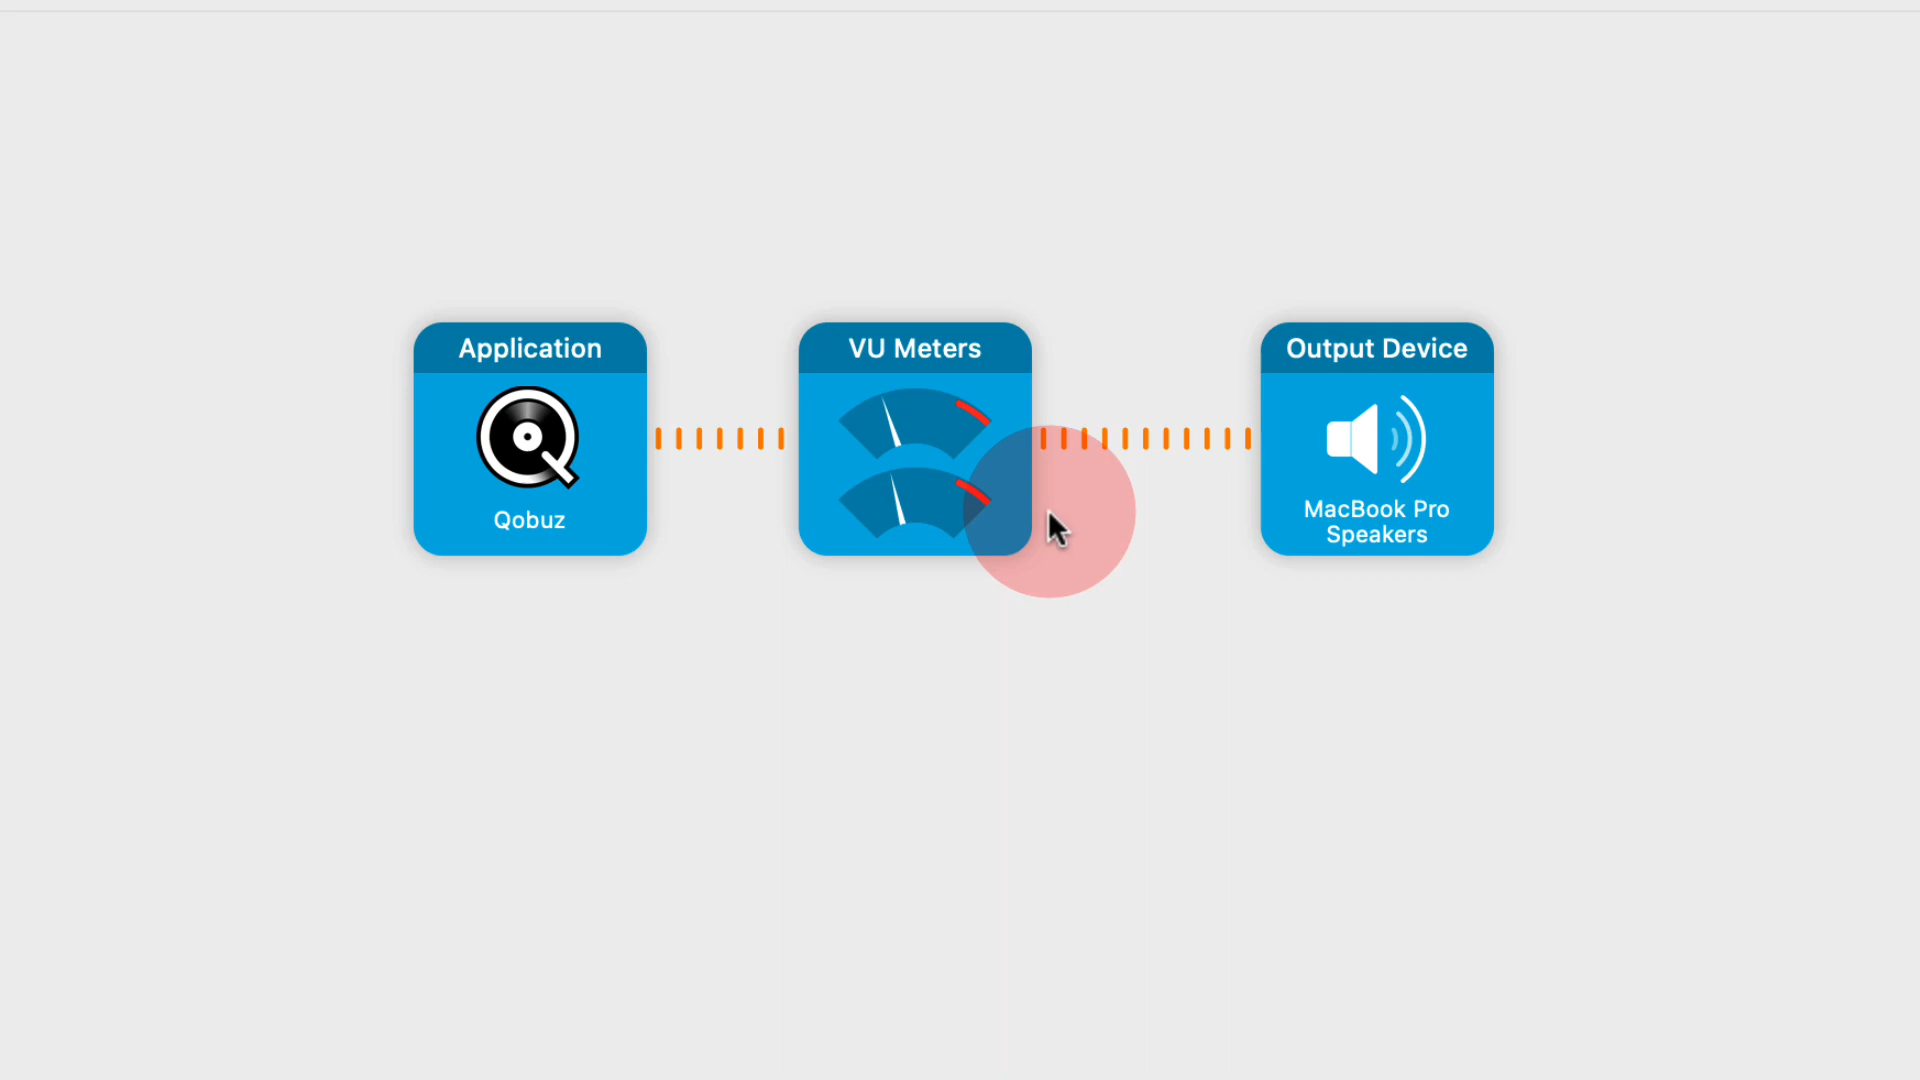 Application
Qobuz
VU Meters
Output Device
MacBook Pro
Speakers